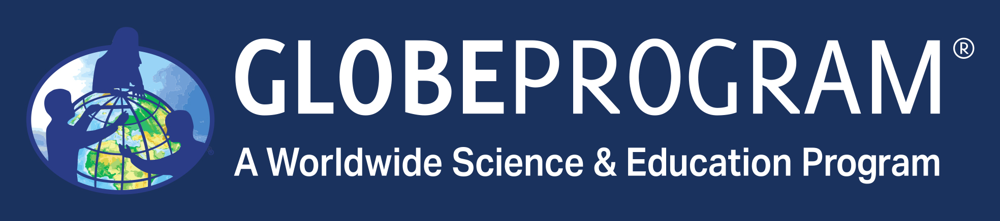 GLOBEPROGRAM®
A Worldwide Science & Education Program
®